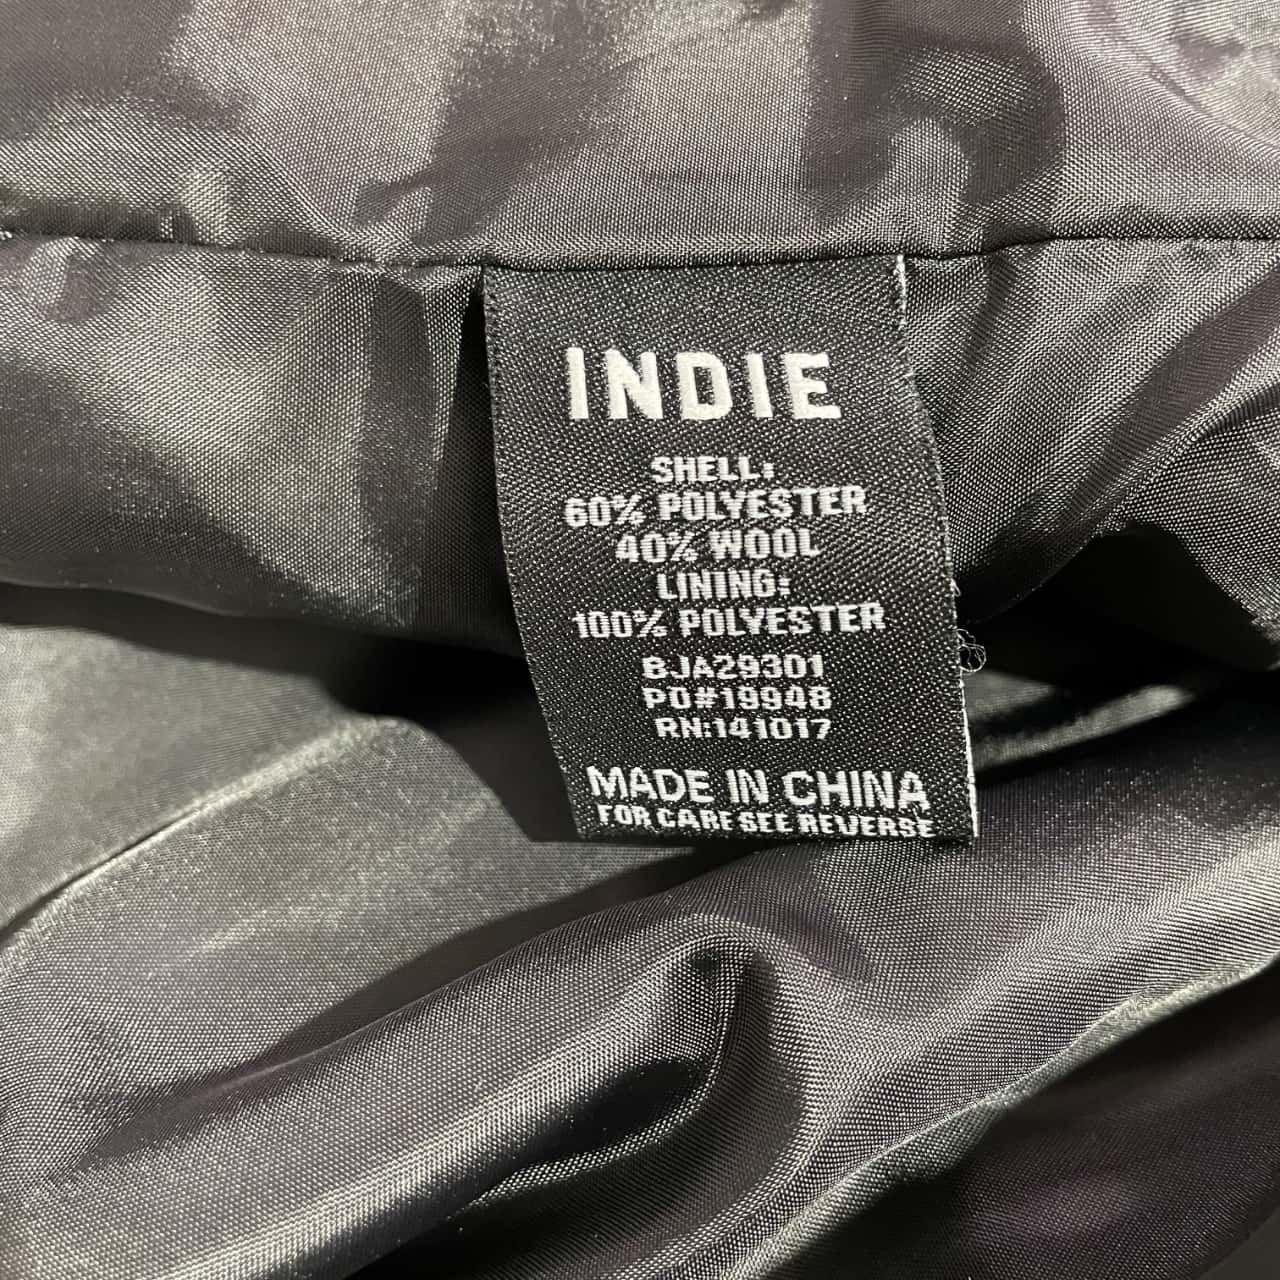 INDIE
SHELL:
60% POLYESTER
40% WOOL
LINING:
100% POLYESTER
BJA29301
PO#19948
RN:141017
MADE IN CHINA
FOR CARE SEE REVERSE